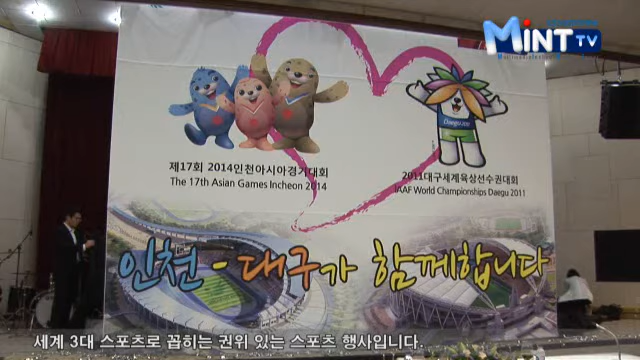 MINT TV
제17회 2014인천아시아경기대회
The 17th Asian Games Incheon 2014
Daegu 2011
2011대구세계육상선수권대회
IAAF World Championships Daegu 2011
인천-대구가 함께합니다
세계 3대 스포츠로 꼽히는 권위 있는 스포츠 행사입니다.